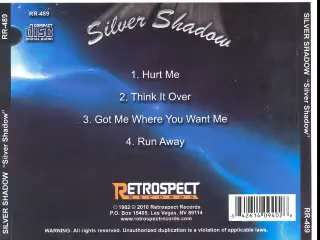 RR-489
COMPACT
disc
DIGITAL AUDIO
Silver Shadow
1. Hurt Me
2. Think It Over
3. Got Me Where You Want Me
4. Run Away
RETROSPECT
RECORDS
© 1982 © 2010 Retrospect Records
P.O. Box 15405, Las Vegas, NV 89114
www.retrospectrecords.com
WARNING: All rights reserved. Unauthorized duplication is a violation of applicable laws.
RR-489
SILVER SHADOW "Silver Shadow"
SILVER SHADOW "Silver Shadow"
RR-489